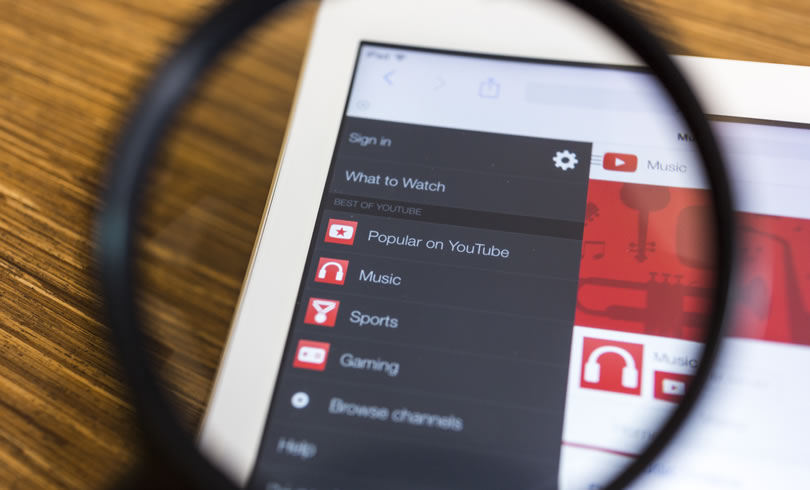 iPad
Sign in
What to Watch
BEST OF YOUTUBE
Popular on YouTube
Music
Sports
Gaming
Browse channels
Help
Music
Music